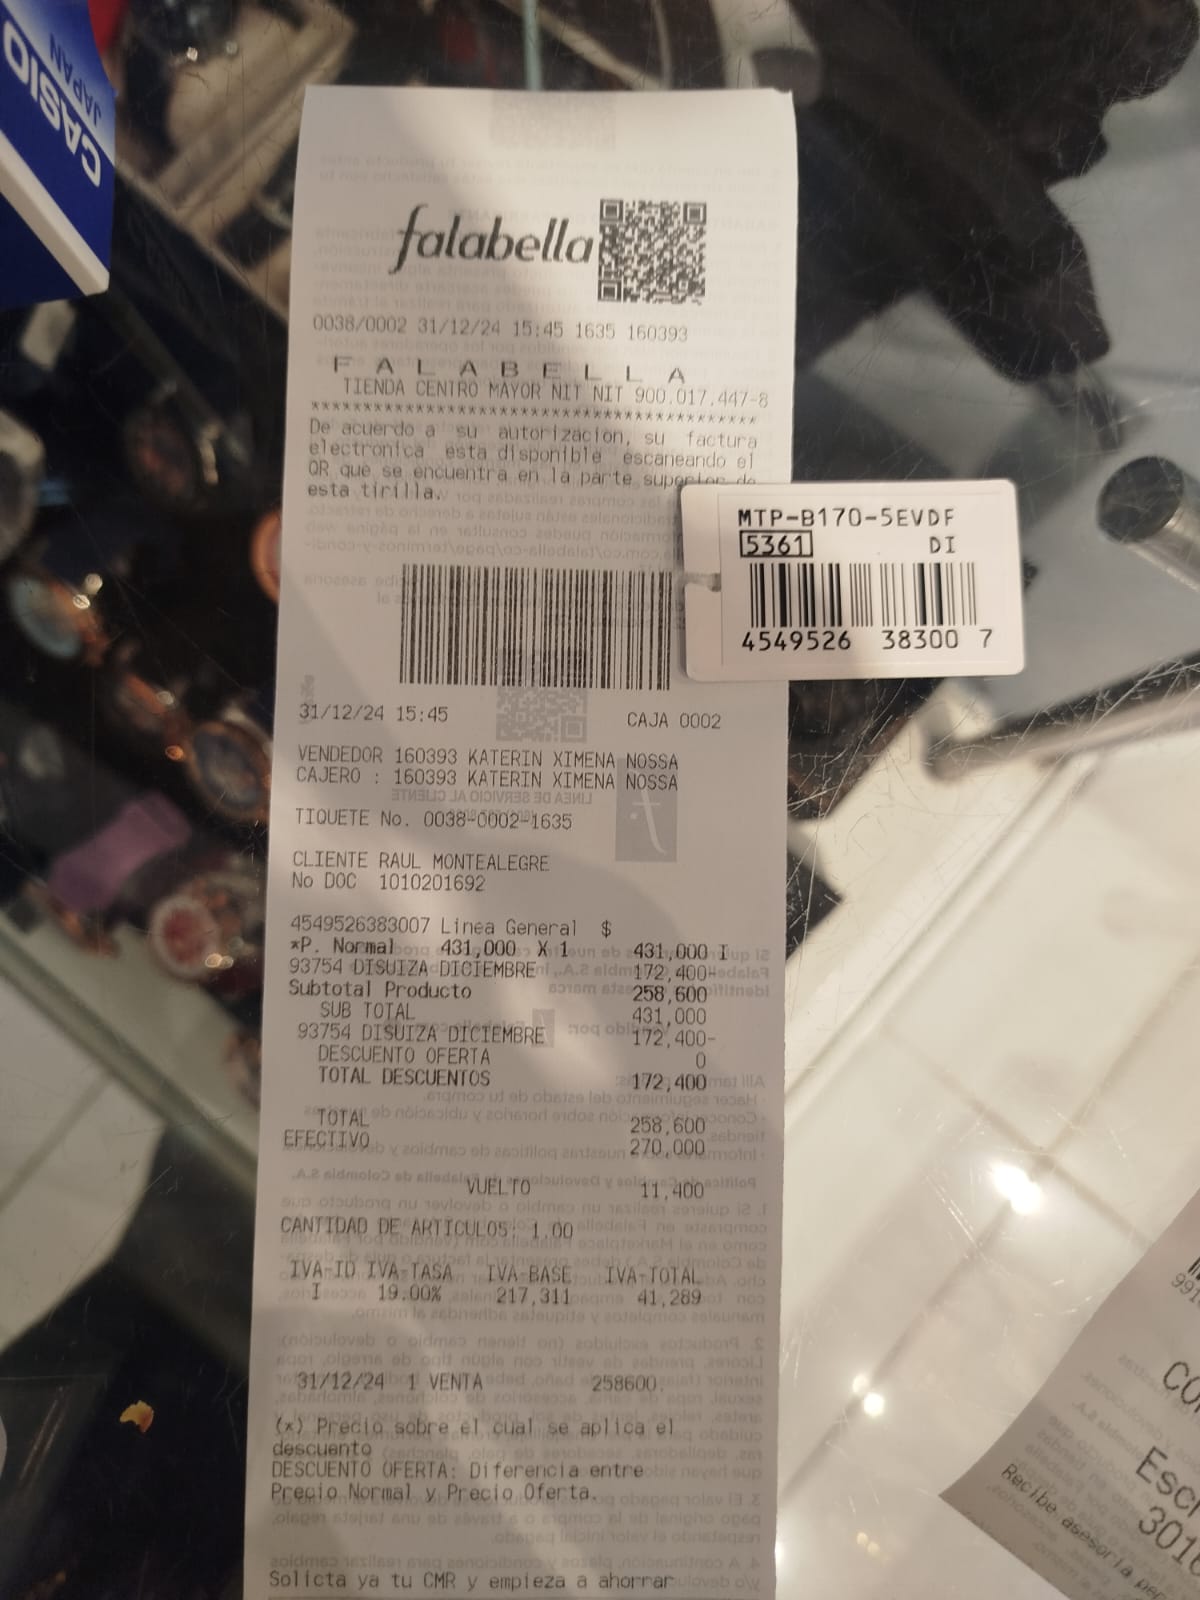 CASIO
JAPAN
falabella
0038/0002 31/12/24 15:45 1635 160393
F A L A B E L L A
TIENDA CENTRO MAYOR NIT NIT 900.017.447-8
******************************************
De acuerdo a su autorizacion, su factura
electronica esta disponible escaneando el
QR que se encuentra en la parte superior de
esta tirilla.
MTP-B170-5EVDF
5361 DI
4549526 38300 7
31/12/24 15:45 CAJA 0002
VENDEDOR 160393 KATERIN XIMENA NOSSA
CAJERO : 160393 KATERIN XIMENA NOSSA
TIQUETE No. 0038-0002-1635
CLIENTE RAUL MONTEALEGRE
No DOC 1010201692
4549526383007 Linea General $
*P. Normal 431,000 X 1 431,000 I
93754 DISUIZA DICIEMBRE 172,400-
Subtotal Producto 258,600
SUB TOTAL 431,000
93754 DISUIZA DICIEMBRE 172,400-
DESCUENTO OFERTA 0
TOTAL DESCUENTOS 172,400
TOTAL 258,600
EFECTIVO 270,000
VUELTO 11,400
CANTIDAD DE ARTICULOS: 1.00
IVA-ID IVA-TASA IVA-BASE IVA-TOTAL
I 19.00% 217,311 41,289
31/12/24 1 VENTA 258600.
(*) Precio sobre el cual se aplica el
descuento
DESCUENTO OFERTA: Diferencia entre
Precio Normal y Precio Oferta.
Solicta ya tu CMR y empieza a ahorrar
Recibe asesoría